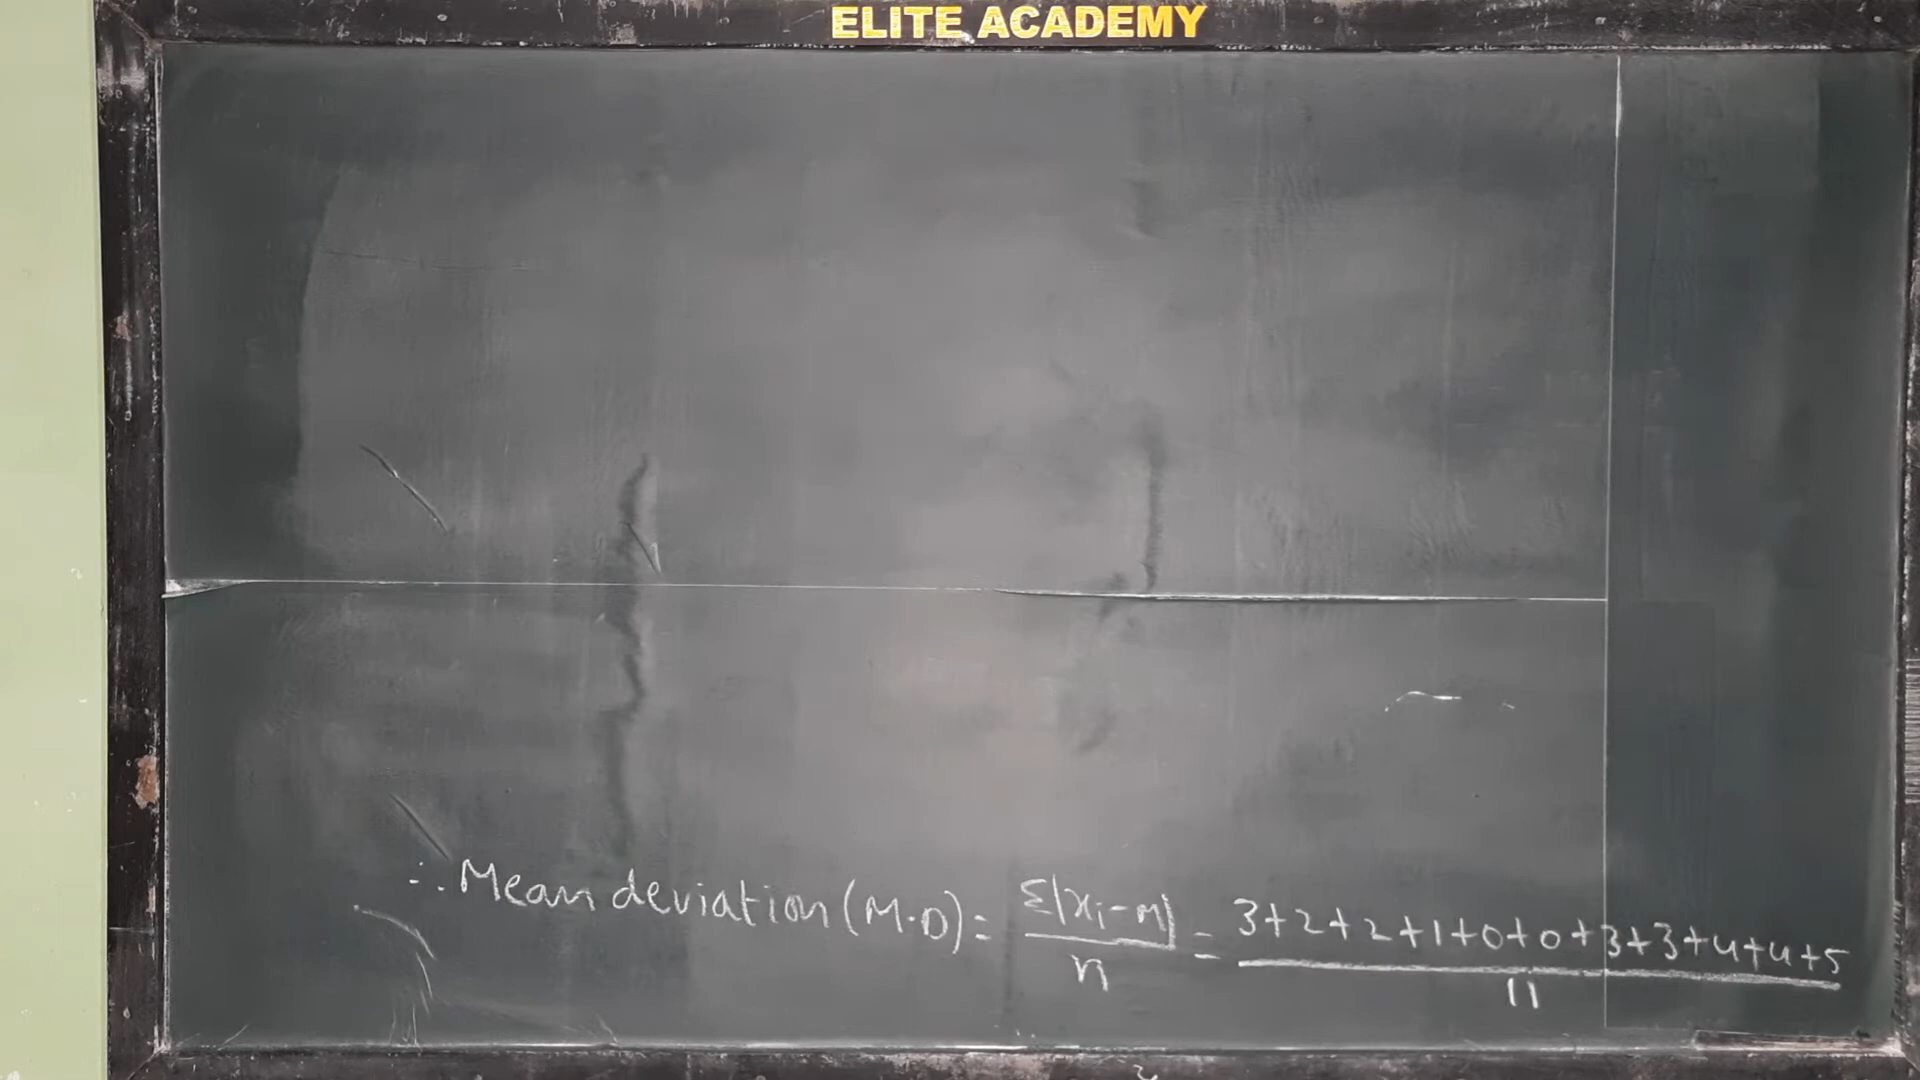 ELITE ACADEMY
∴ Mean deviation (M.D) = Σ|xi-M|/n = 3+2+2+1+0+0+3+3+4+4+5/11